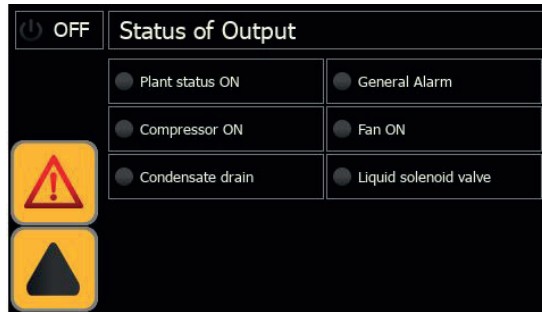 OFF Status of Output
Plant status ON General Alarm
Compressor ON Fan ON
Condensate drain Liquid solenoid valve